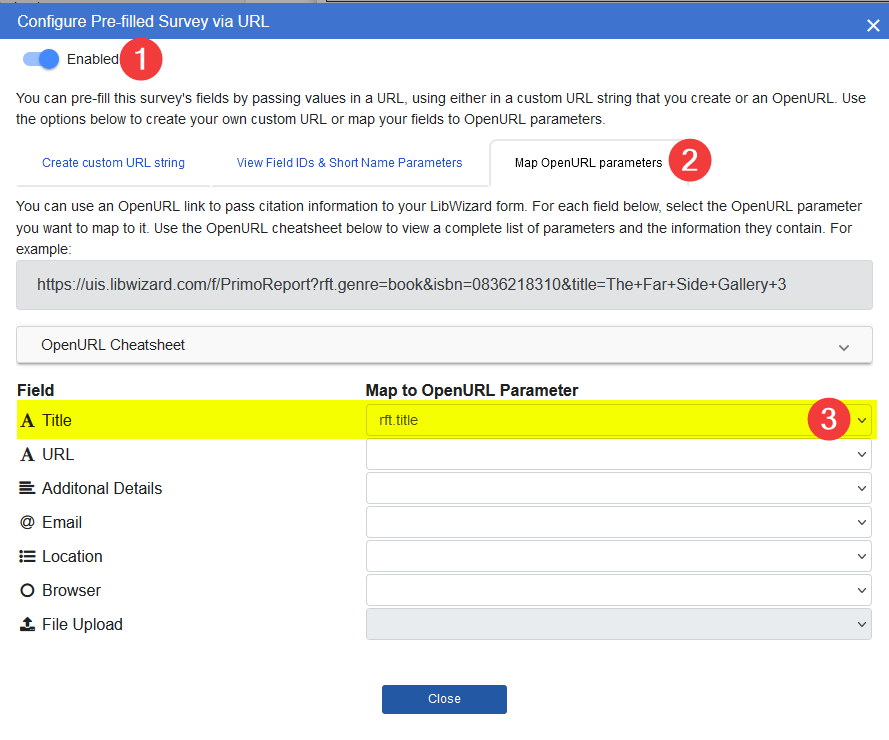 Configure Pre-filled Survey via URL
Enabled 1
You can pre-fill this survey's fields by passing values in a URL, using either in a custom URL string that you create or an OpenURL. Use
the options below to create your own custom URL or map your fields to OpenURL parameters.
Create custom URL string View Field IDs & Short Name Parameters Map OpenURL parameters 2
You can use an OpenURL link to pass citation information to your LibWizard form. For each field below, select the OpenURL parameter
you want to map to it. Use the OpenURL cheatsheet below to view a complete list of parameters and the information they contain. For
example:
https://uis.libwizard.com/f/PrimoReport?rft.genre=book&isbn=0836218310&title=The+Far+Side+Gallery+3
OpenURL Cheatsheet
Field Map to OpenURL Parameter
A Title rft.title 3
A URL
Additonal Details
@ Email
Location
Browser
File Upload
Close